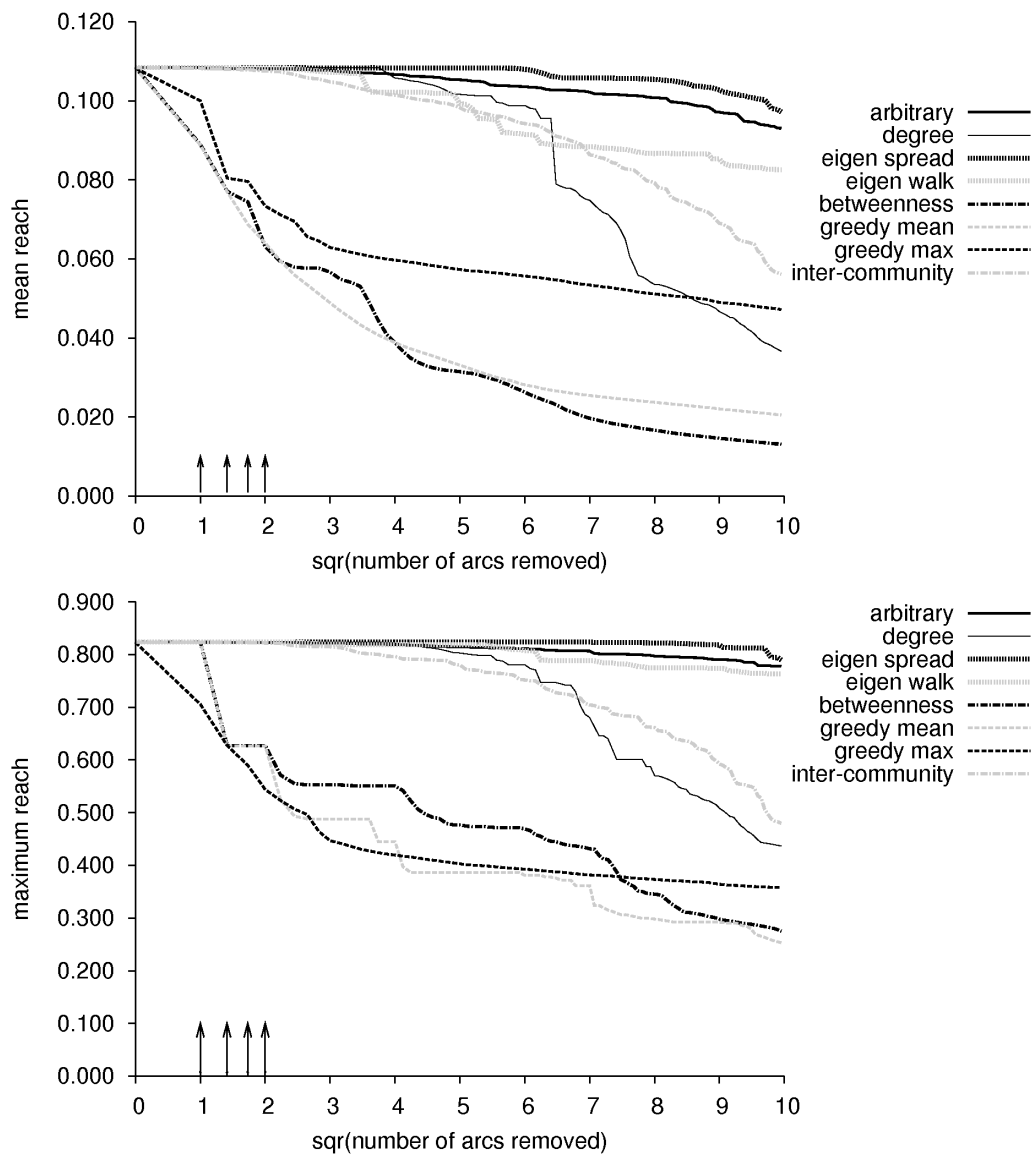 0.120
0.100
0.080
0.060
0.040
0.020
0.000
mean reach
0 1 2 3 4 5 6 7 8 9 10
sqr(number of arcs removed)
arbitrary
degree
eigen spread
eigen walk
betweenness
greedy mean
greedy max
inter-community
0.900
0.800
0.700
0.600
0.500
0.400
0.300
0.200
0.100
0.000
maximum reach
0 1 2 3 4 5 6 7 8 9 10
sqr(number of arcs removed)
arbitrary
degree
eigen spread
eigen walk
betweenness
greedy mean
greedy max
inter-community